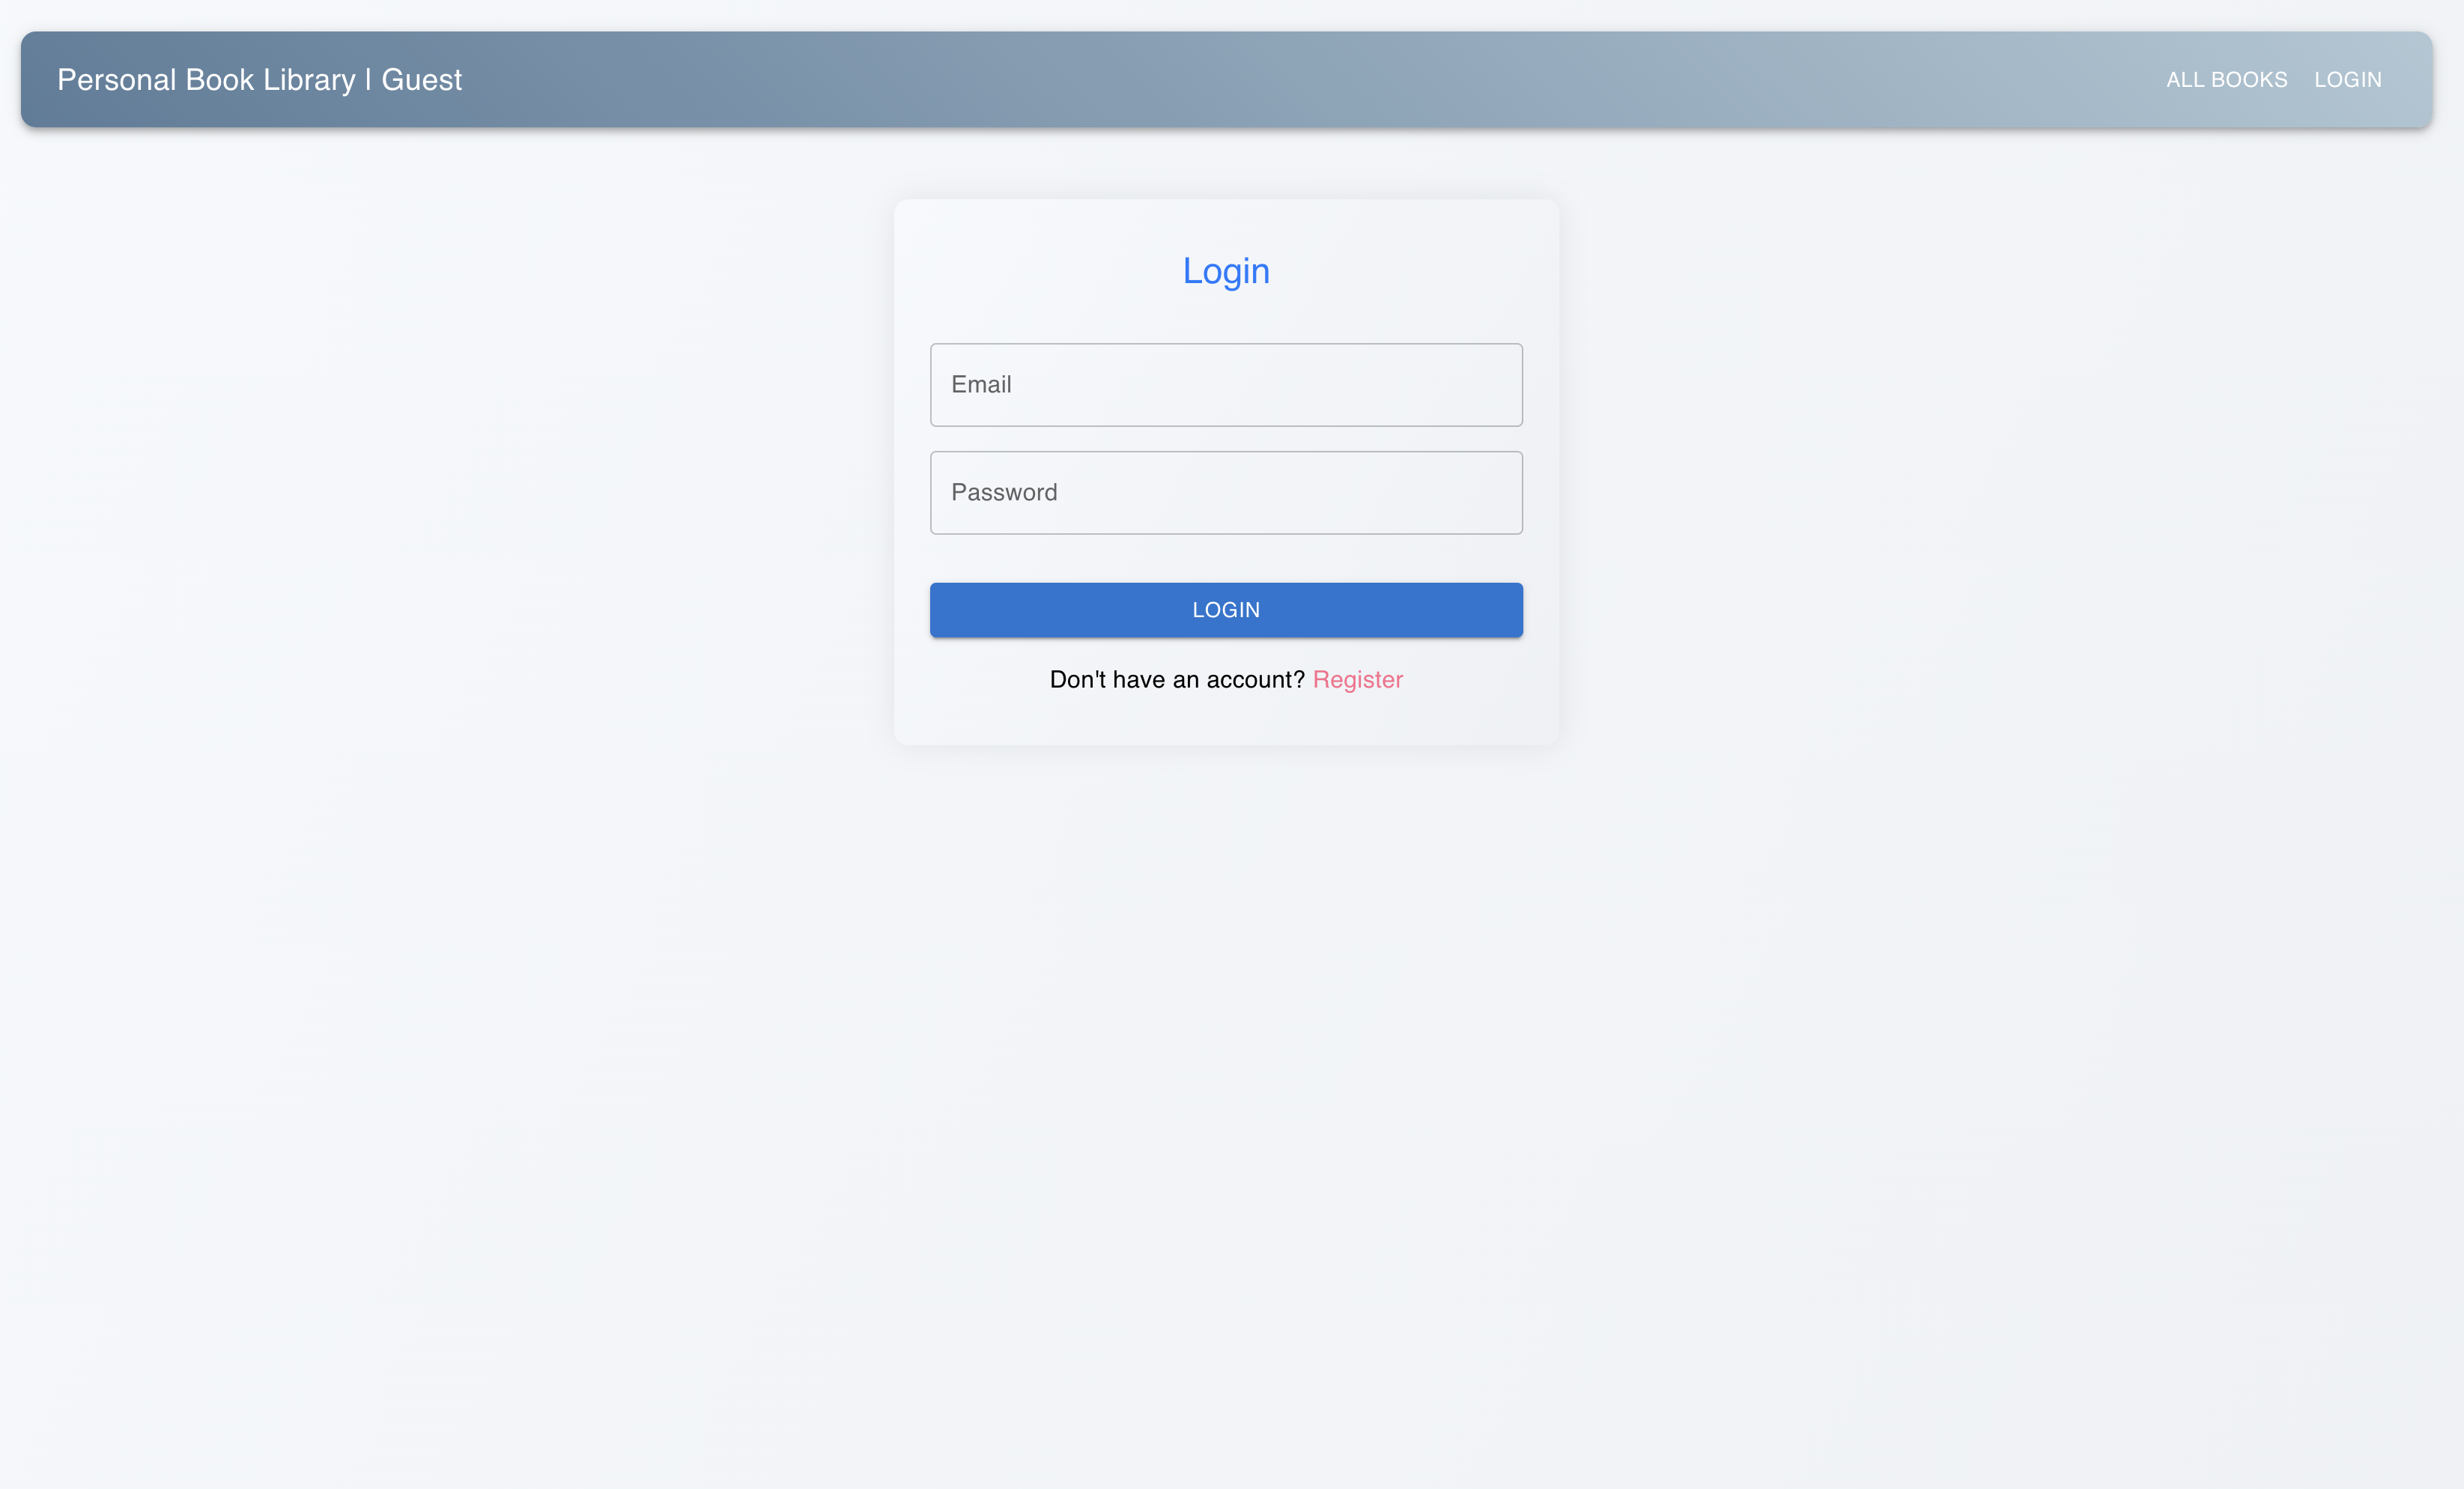 Personal Book Library | Guest
ALL BOOKS LOGIN
Login
Email
Password
LOGIN
Don't have an account? Register